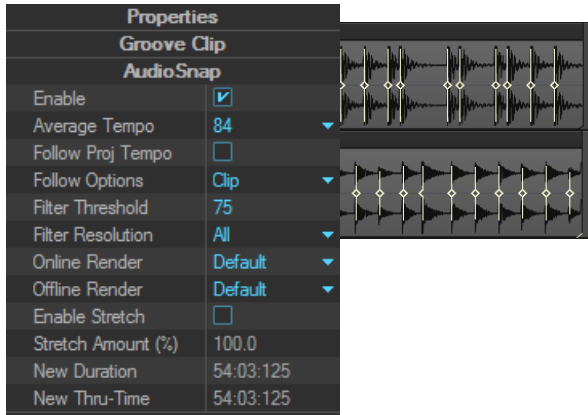 Properties
Groove Clip
AudioSnap
Enable
Average Tempo 84
Follow Proj Tempo
Follow Options Clip
Filter Threshold 75
Filter Resolution All
Online Render Default
Offline Render Default
Enable Stretch
Stretch Amount (%) 100.0
New Duration 54:03:125
New Thru-Time 54:03:125